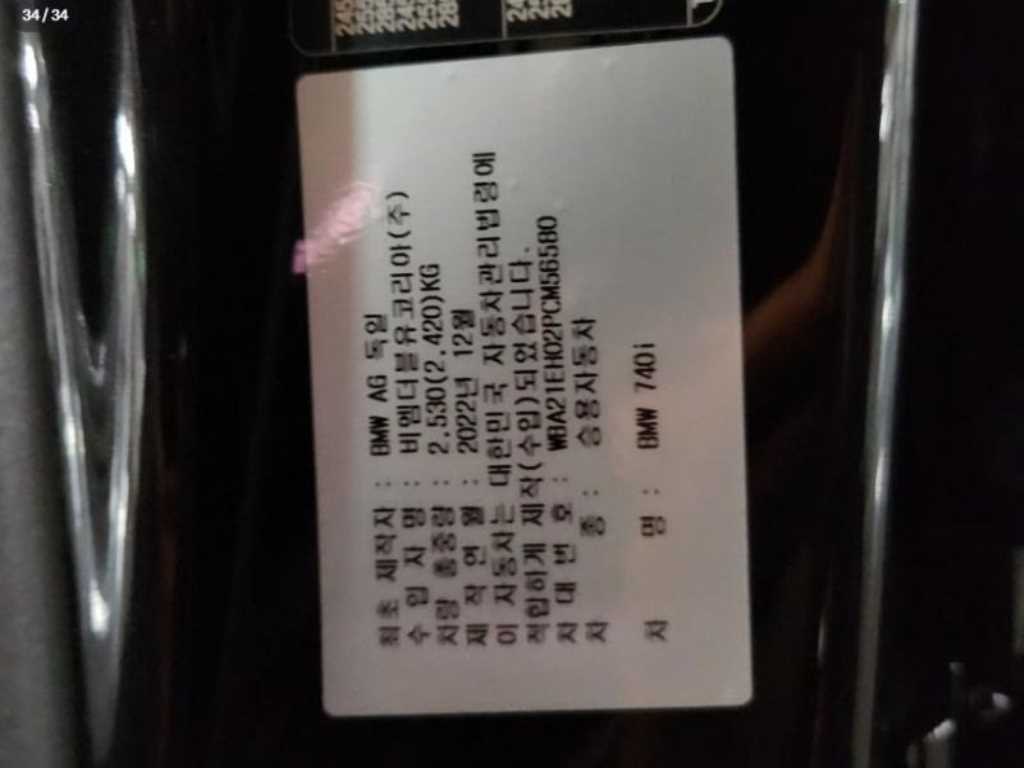 34/34
최초 제작자 : BMW AG 독일
수 입 자 명 : 비엠더블유코리아(주)
차량 총중량 : 2.530(2.420)KG
제 작 연 월 : 2022년 12월
이 자동차는 대한민국 자동차관리법령에
적합하게 제작(수입)되었습니다.
차 대 번 호 : WBA21EH02PCM56580
차 종 : 승용자동차
차 명 : BMW 740i